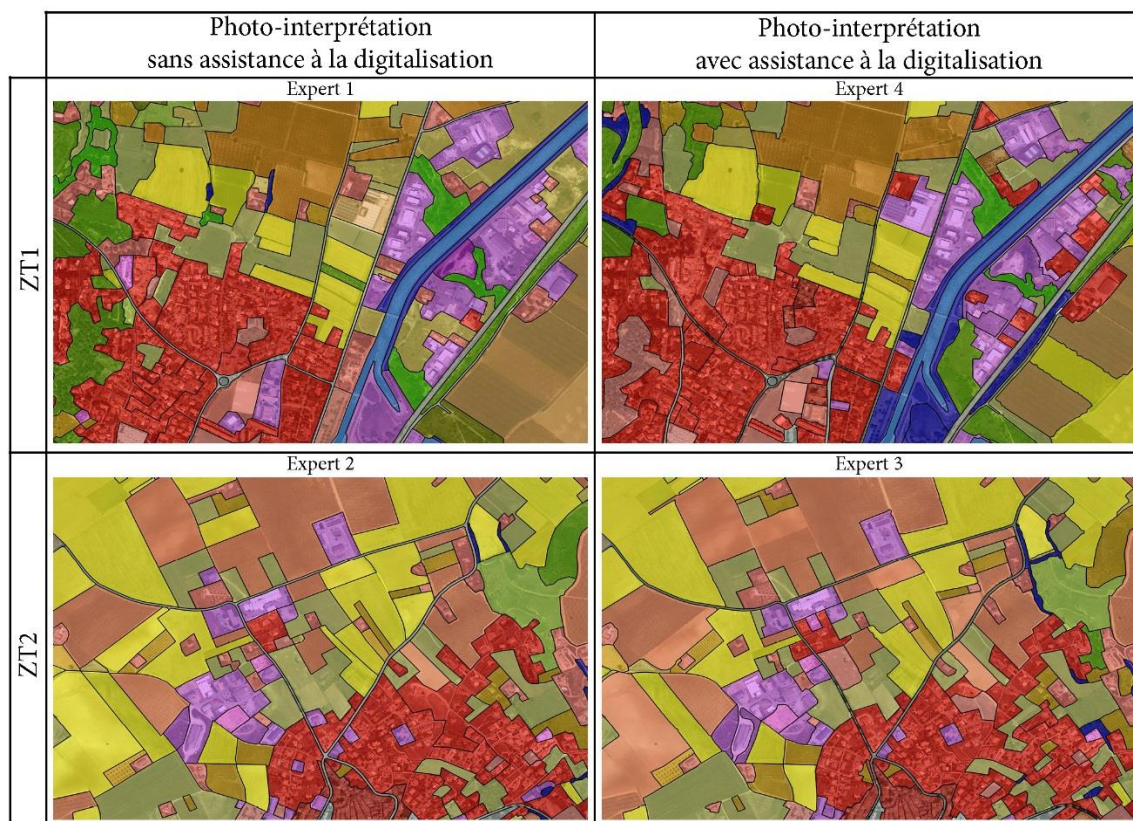 Photo-interprétation
sans assistance à la digitalisation
Photo-interprétation
avec assistance à la digitalisation
ZT1
Expert 1
Expert 4
ZT2
Expert 2
Expert 3